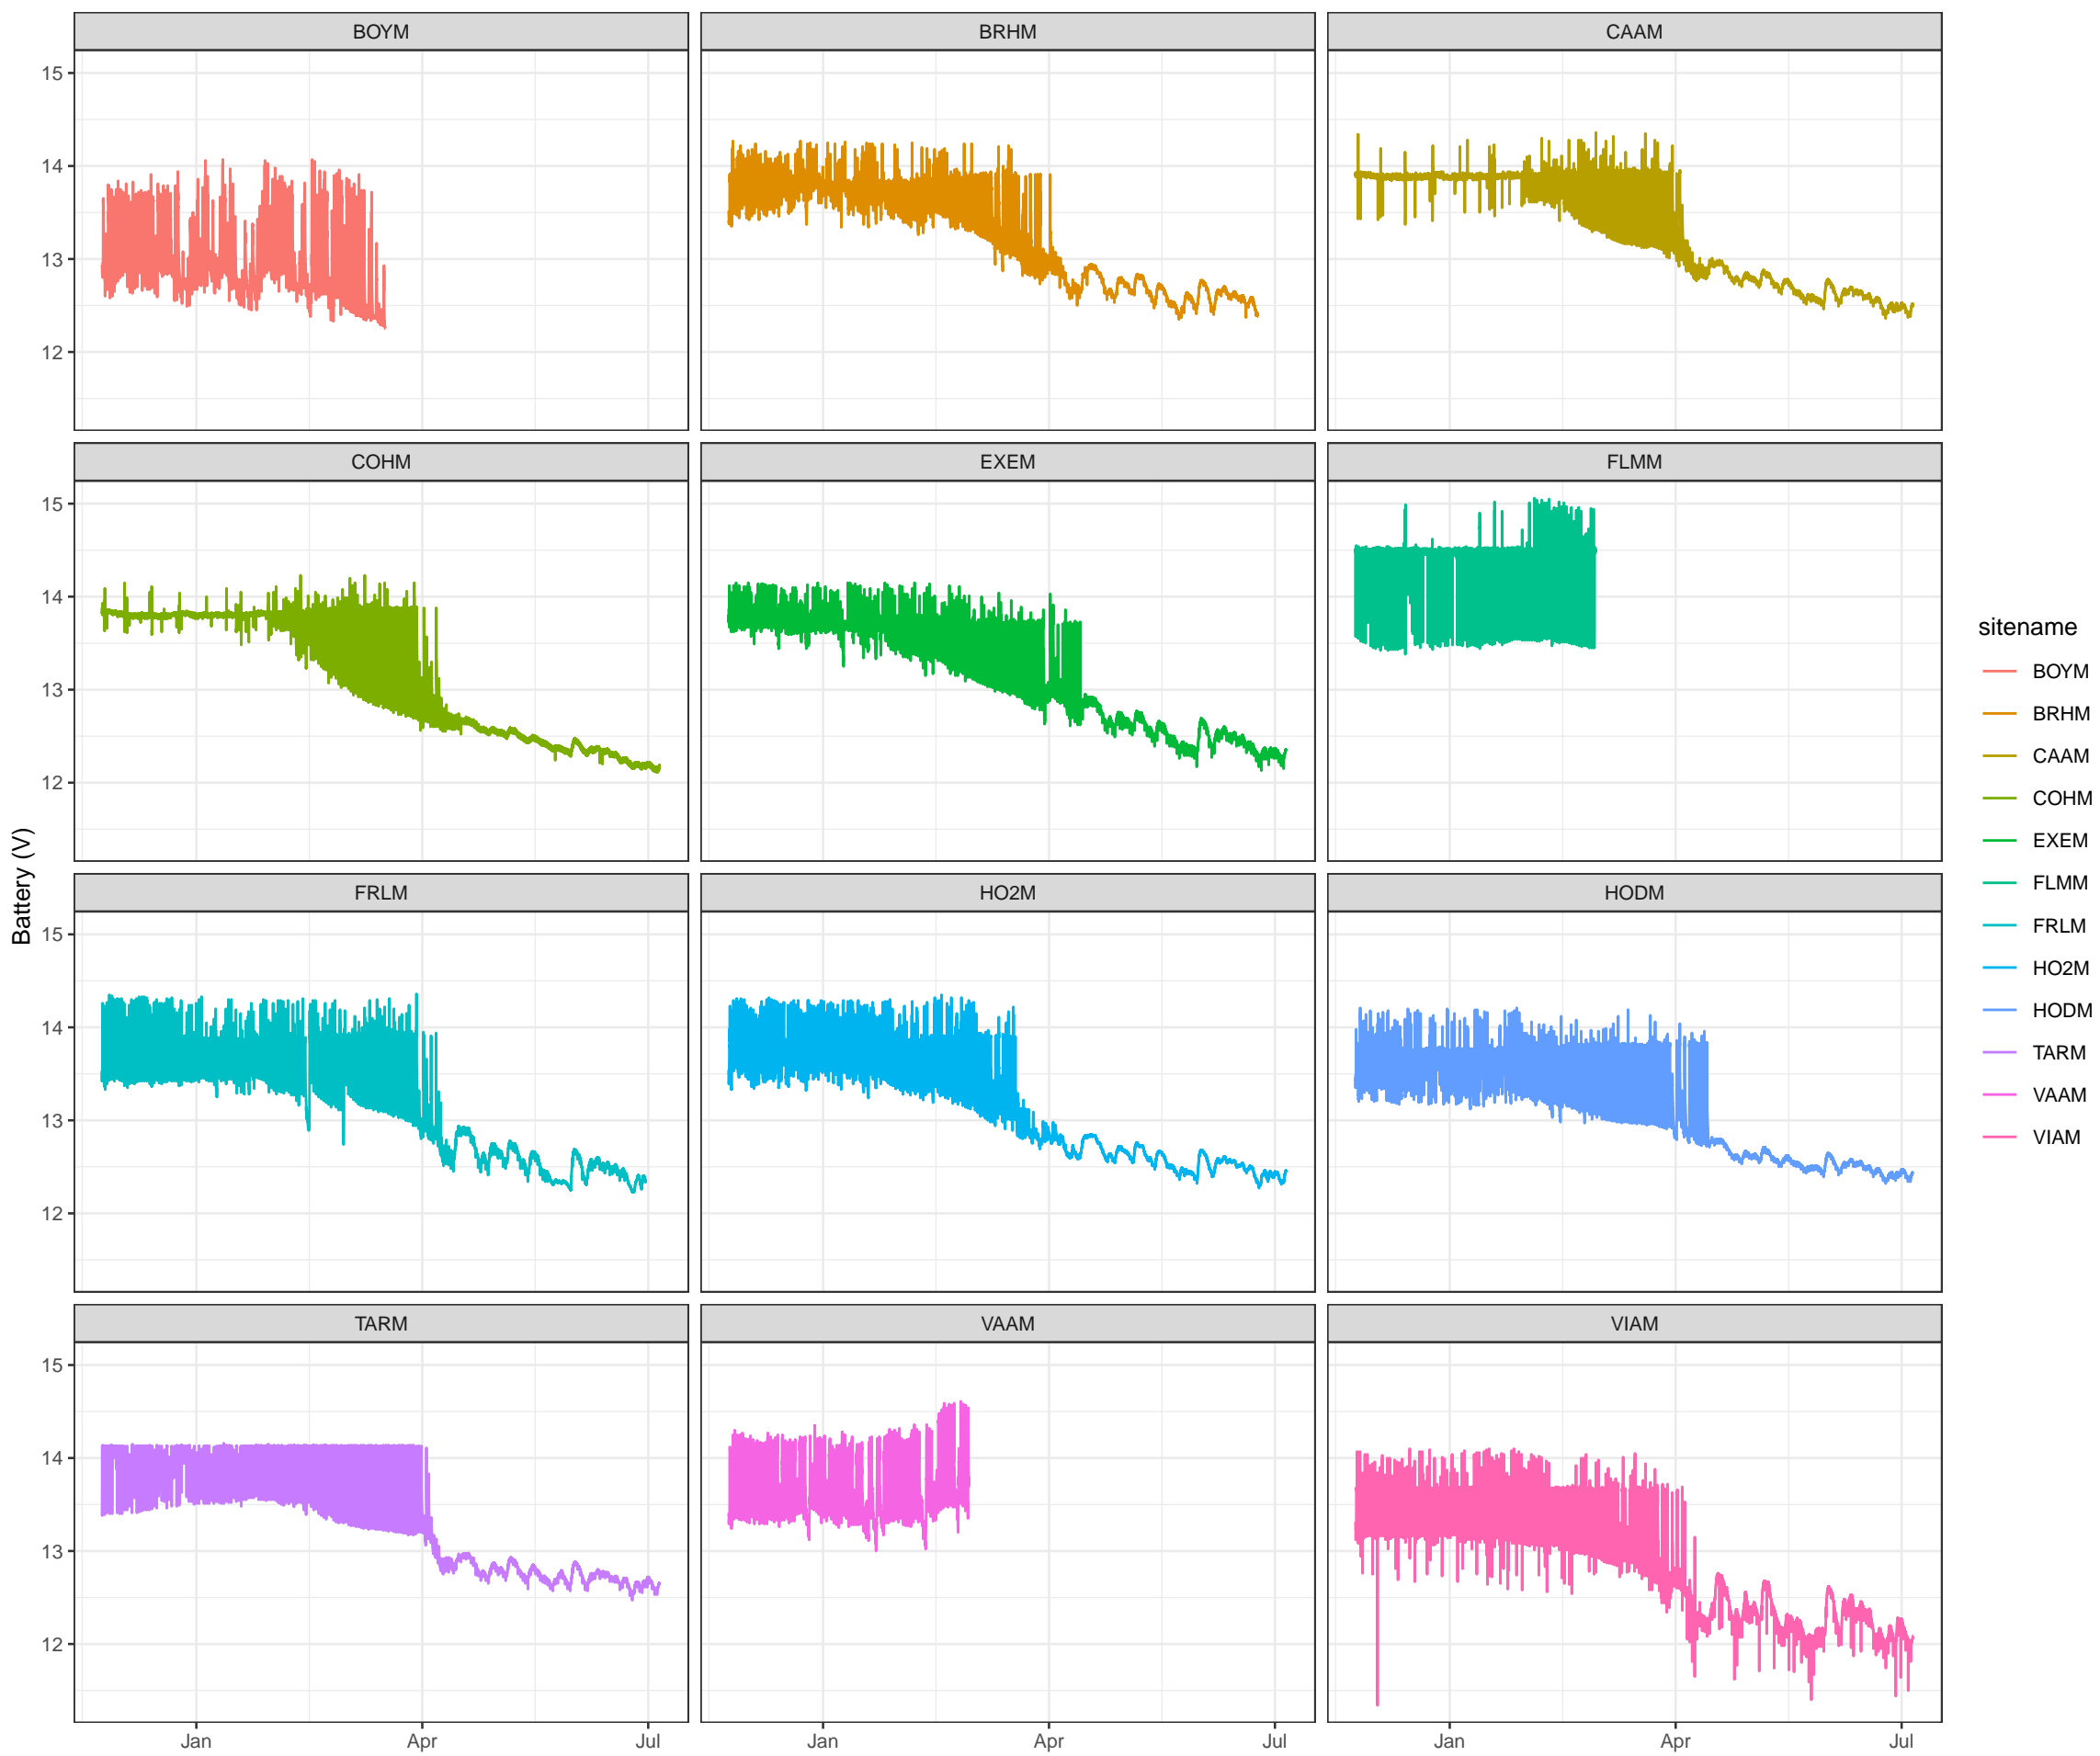 BOYM
BRHM
CAAM
15
14
13
12
COHM
EXEM
FLMM
15
14
13
12
FRLM
HO2M
HODM
15
14
13
12
TARM
VAAM
VIAM
15
14
13
12
Jan
Apr
Jul
Jan
Apr
Jul
Jan
Apr
Jul
Battery (V)
sitename
BOYM
BRHM
CAAM
COHM
EXEM
FLMM
FRLM
HO2M
HODM
TARM
VAAM
VIAM